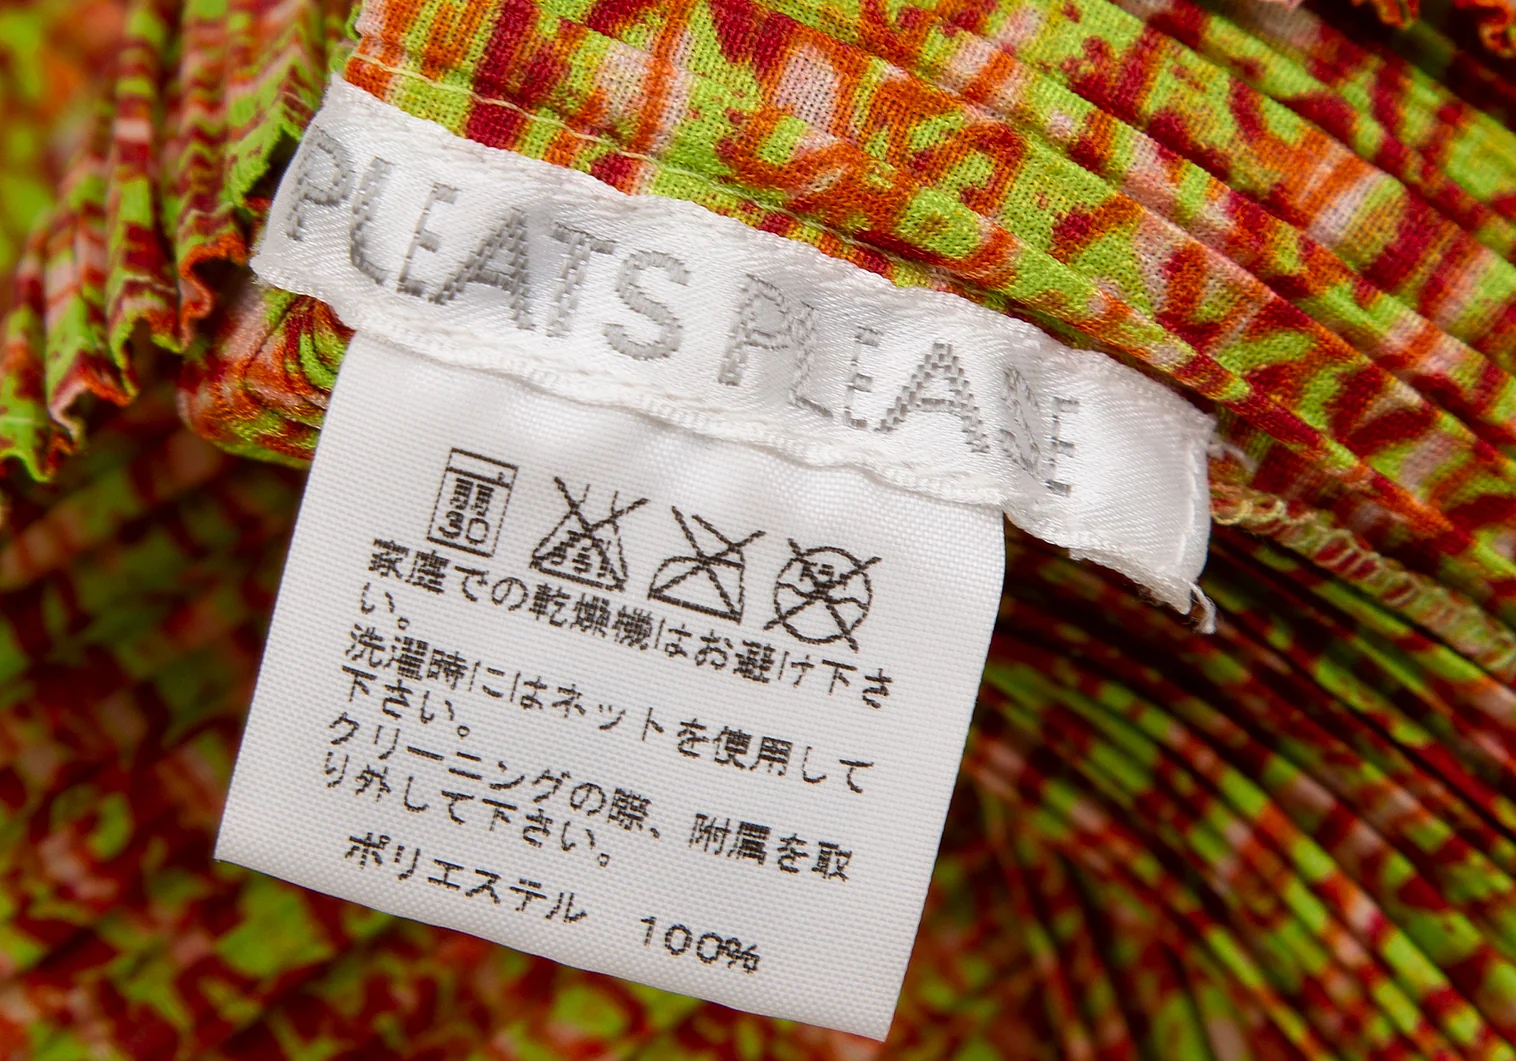 PLEATS PLEASE
30
家庭での乾燥機はお避け下さ
い。
洗濯時にはネットを使用して
下さい。
クリーニングの際、附属を取
り外して下さい。
ポリエステル 100%